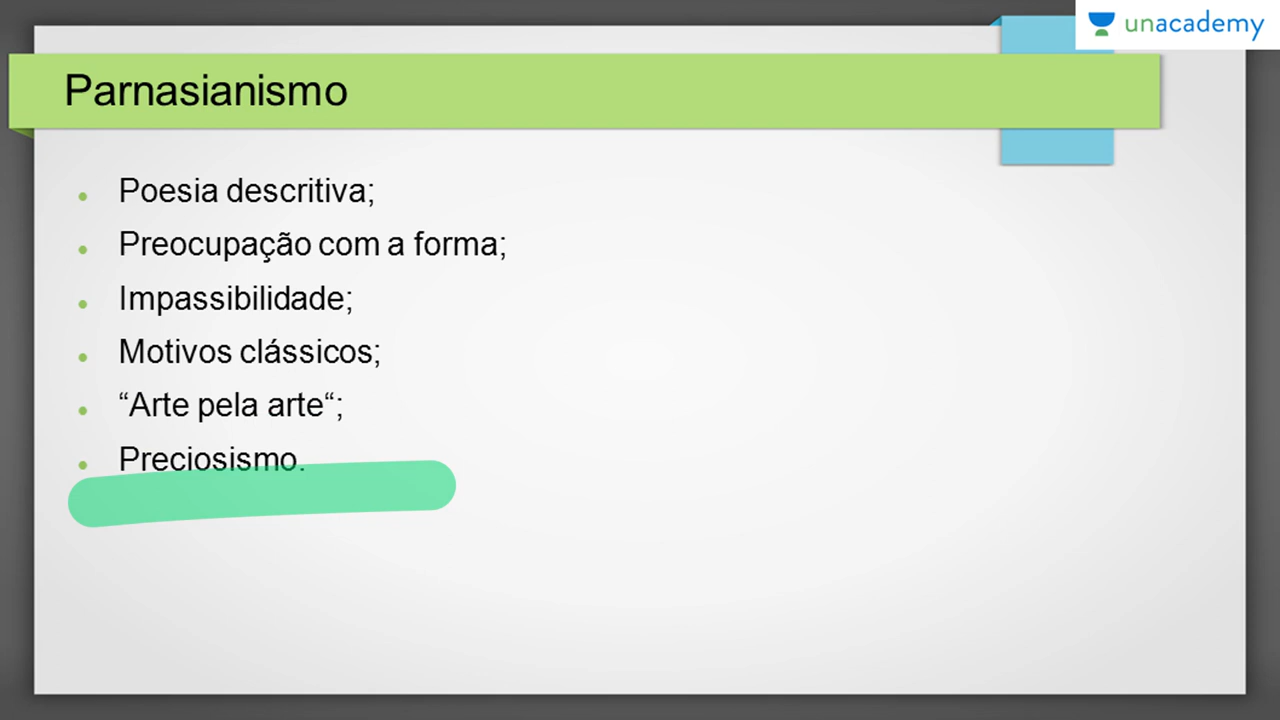 unacademy
Parnasianismo
Poesia descritiva;
Preocupação com a forma;
Impassibilidade;
Motivos clássicos;
“Arte pela arte“;
Preciosismo.